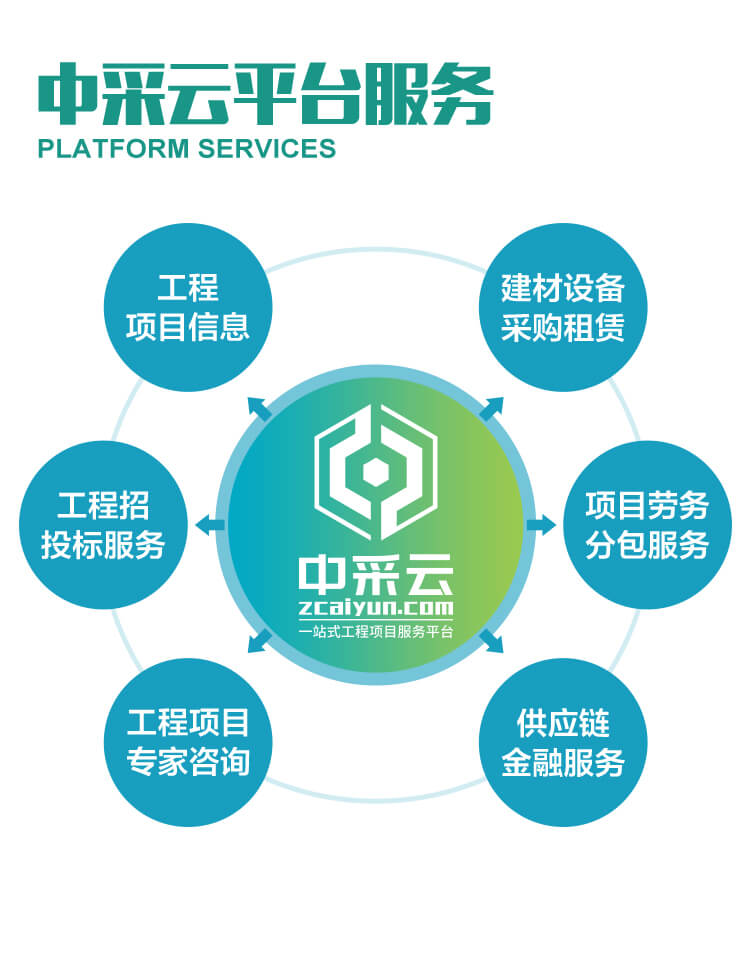 中采云平台服务
PLATFORM SERVICES
工程
项目信息
建材设备
采购租赁
工程招
投标服务
中采云
zcaiyun.com
一站式工程项目服务平台
项目劳务
分包服务
工程项目
专家咨询
供应链
金融服务